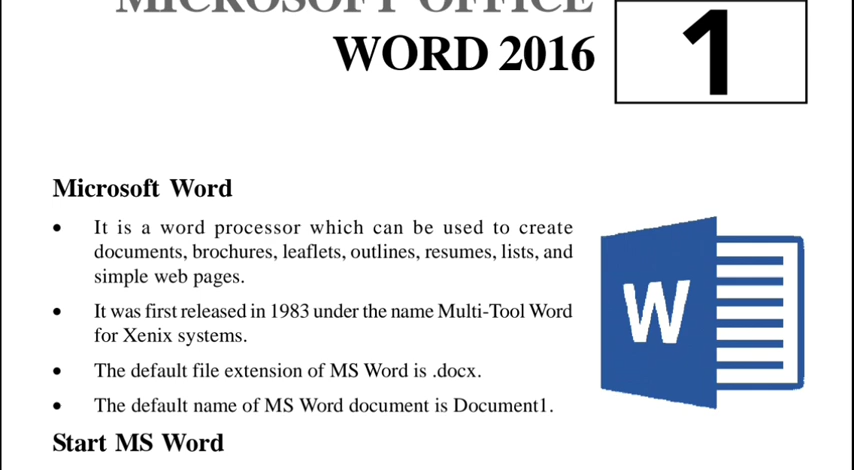 MICROSOFT OFFICE
WORD 2016
1
Microsoft Word
• It is a word processor which can be used to create
documents, brochures, leaflets, outlines, resumes, lists, and
simple web pages.
• It was first released in 1983 under the name Multi-Tool Word
for Xenix systems.
• The default file extension of MS Word is .docx.
• The default name of MS Word document is Document1.
W
Start MS Word